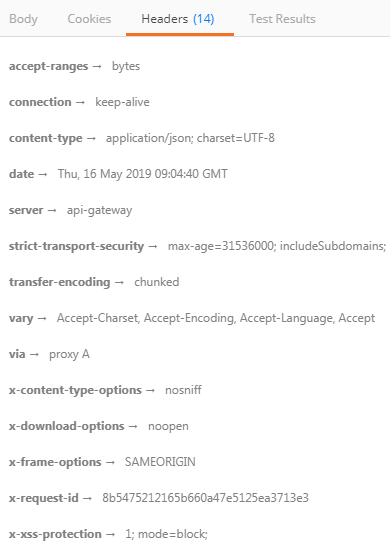 Body Cookies Headers (14) Test Results
accept-ranges → bytes
connection → keep-alive
content-type → application/json; charset=UTF-8
date → Thu, 16 May 2019 09:04:40 GMT
server → api-gateway
strict-transport-security → max-age=31536000; includeSubdomains;
transfer-encoding → chunked
vary → Accept-Charset, Accept-Encoding, Accept-Language, Accept
via → proxy A
x-content-type-options → nosniff
x-download-options → noopen
x-frame-options → SAMEORIGIN
x-request-id → 8b5475212165b660a47e5125ea3713e3
x-xss-protection → 1; mode=block;